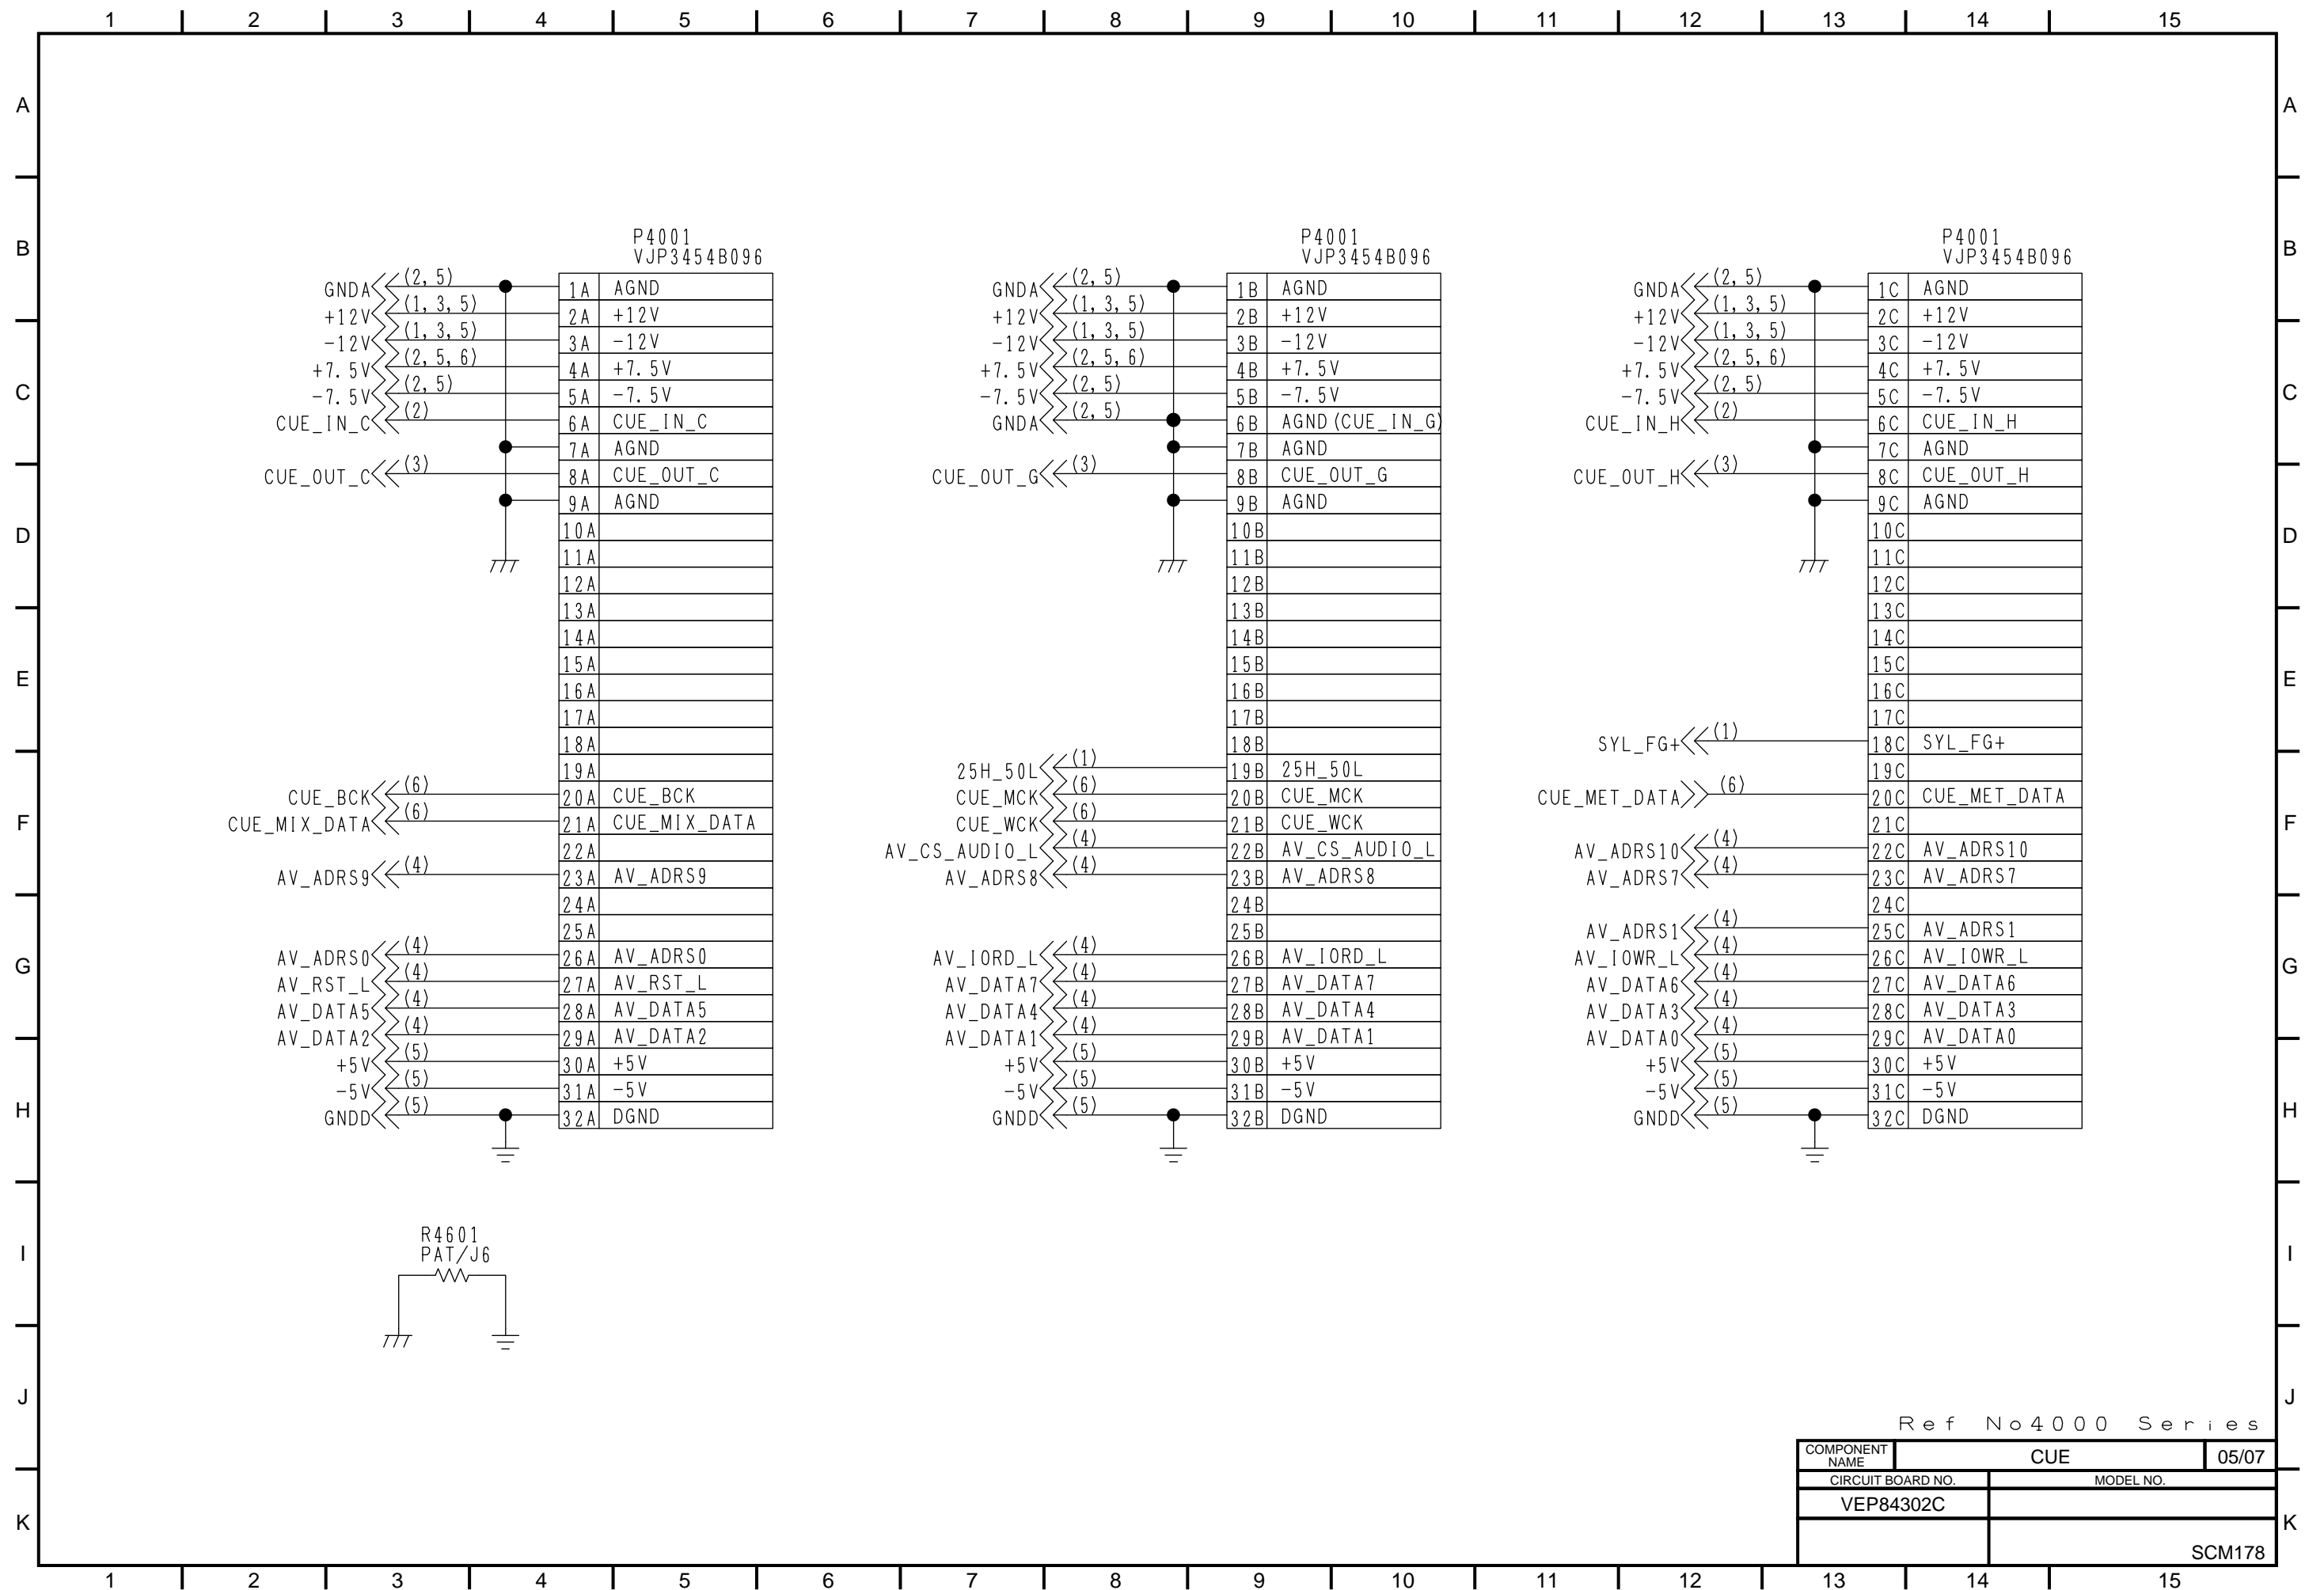 1 2 3 4 5 6 7 8 9 10 11 12 13 14 15
A A
B B
C C
D D
E E
F F
G G
H H
I I
J J
K K
P4001
VJP3454B096
GNDA (2, 5) 1A AGND
+12V (1, 3, 5) 2A +12V
-12V (1, 3, 5) 3A -12V
+7.5V (2, 5, 6) 4A +7.5V
-7.5V (2, 5) 5A -7.5V
CUE_IN_C (2) 6A CUE_IN_C
7A AGND
CUE_OUT_C (3) 8A CUE_OUT_C
9A AGND
10A
11A
12A
13A
14A
15A
16A
17A
18A
19A
CUE_BCK (6) 20A CUE_BCK
CUE_MIX_DATA (6) 21A CUE_MIX_DATA
22A
AV_ADRS9 (4) 23A AV_ADRS9
24A
25A
AV_ADRS0 (4) 26A AV_ADRS0
AV_RST_L (4) 27A AV_RST_L
AV_DATA5 (4) 28A AV_DATA5
AV_DATA2 (4) 29A AV_DATA2
+5V (5) 30A +5V
-5V (5) 31A -5V
GNDD (5) 32A DGND
P4001
VJP3454B096
GNDA (2, 5) 1B AGND
+12V (1, 3, 5) 2B +12V
-12V (1, 3, 5) 3B -12V
+7.5V (2, 5, 6) 4B +7.5V
-7.5V (2, 5) 5B -7.5V
GNDA (2, 5) 6B AGND(CUE_IN_G)
7B AGND
CUE_OUT_G (3) 8B CUE_OUT_G
9B AGND
10B
11B
12B
13B
14B
15B
16B
17B
18B
25H_50L (1) 19B 25H_50L
CUE_MCK (6) 20B CUE_MCK
CUE_WCK (6) 21B CUE_WCK
AV_CS_AUDIO_L (4) 22B AV_CS_AUDIO_L
AV_ADRS8 (4) 23B AV_ADRS8
24B
25B
AV_IORD_L (4) 26B AV_IORD_L
AV_DATA7 (4) 27B AV_DATA7
AV_DATA4 (4) 28B AV_DATA4
AV_DATA1 (4) 29B AV_DATA1
+5V (5) 30B +5V
-5V (5) 31B -5V
GNDD (5) 32B DGND
P4001
VJP3454B096
GNDA (2, 5) 1C AGND
+12V (1, 3, 5) 2C +12V
-12V (1, 3, 5) 3C -12V
+7.5V (2, 5, 6) 4C +7.5V
-7.5V (2, 5) 5C -7.5V
CUE_IN_H (2) 6C CUE_IN_H
7C AGND
CUE_OUT_H (3) 8C CUE_OUT_H
9C AGND
10C
11C
12C
13C
14C
15C
16C
17C
SYL_FG+ (1) 18C SYL_FG+
19C
CUE_MET_DATA (6) 20C CUE_MET_DATA
21C
AV_ADRS10 (4) 22C AV_ADRS10
AV_ADRS7 (4) 23C AV_ADRS7
24C
AV_ADRS1 (4) 25C AV_ADRS1
AV_IOWR_L (4) 26C AV_IOWR_L
AV_DATA6 (4) 27C AV_DATA6
AV_DATA3 (4) 28C AV_DATA3
AV_DATA0 (4) 29C AV_DATA0
+5V (5) 30C +5V
-5V (5) 31C -5V
GNDD (5) 32C DGND
R4601
PAT/J6
Ref No4000 Series
COMPONENT NAME CUE 05/07
CIRCUIT BOARD NO. MODEL NO.
VEP84302C
SCM178
1 2 3 4 5 6 7 8 9 10 11 12 13 14 15